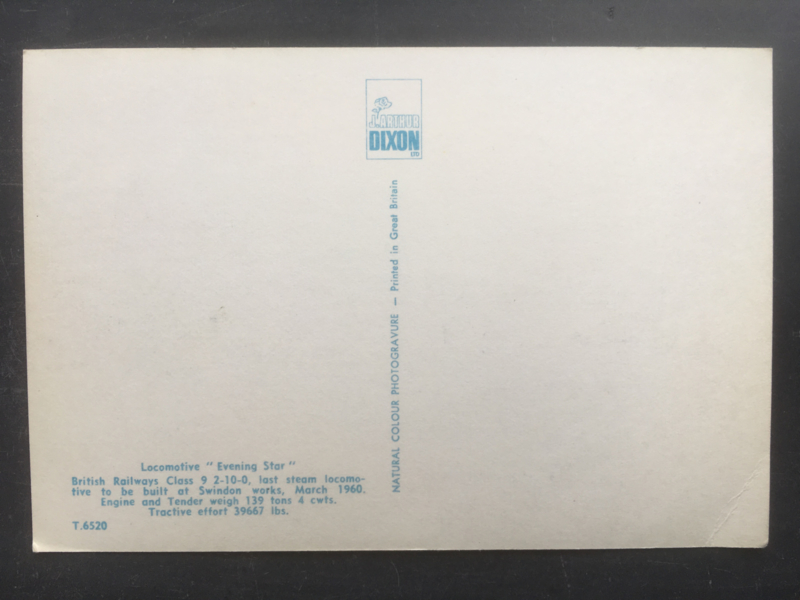 J. ARTHUR
DIXON
LTD
NATURAL COLOUR PHOTOGRAVURE — Printed in Great Britain
Locomotive "Evening Star"
British Railways Class 9 2-10-0, last steam locomo-
tive to be built at Swindon works, March 1960.
Engine and Tender weigh 139 tons 4 cwts.
Tractive effort 39667 lbs.
T.6520